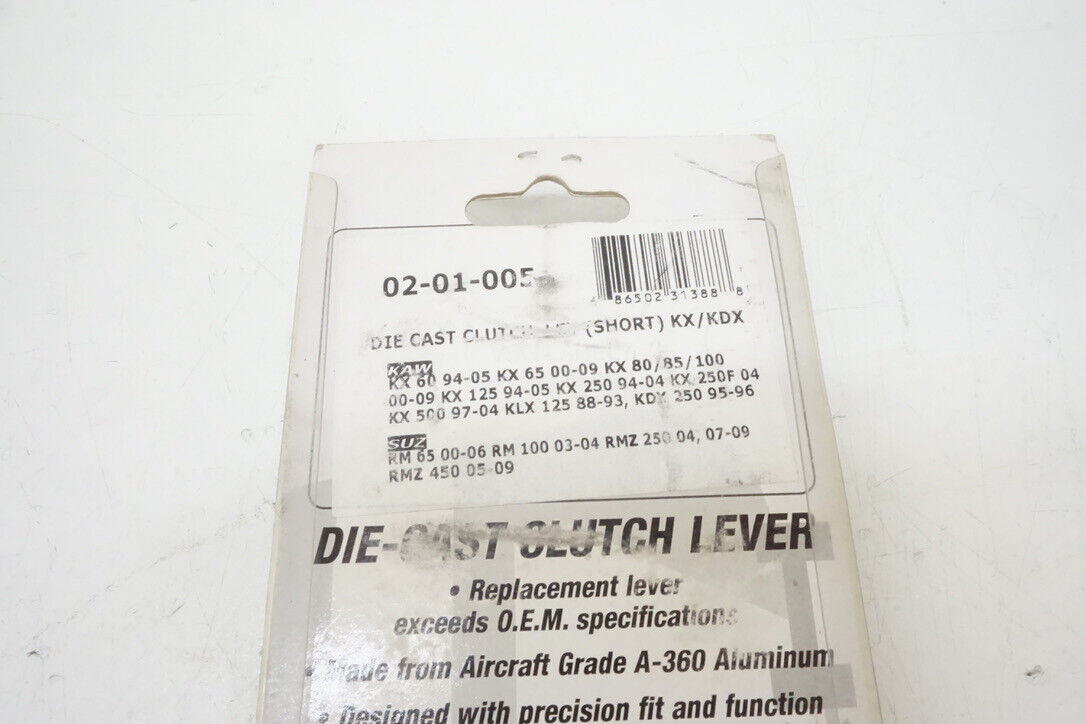 02-01-005
86502 31388 8
DIE CAST CLUTCH (SHORT) KX/KDX
KAW
KX 60 94-05 KX 65 00-09 KX 80/85/100
00-09 KX 125 94-05 KX 250 94-04 KX 250F 04
KX 500 97-04 KLX 125 88-93, KDX 250 95-96
SUZ
RM 65 00-06 RM 100 03-04 RMZ 250 04, 07-09
RMZ 450 05-09
DIE-CAST CLUTCH LEVER
• Replacement lever
exceeds O.E.M. specifications
• Made from Aircraft Grade A-360 Aluminum
• Designed with precision fit and function